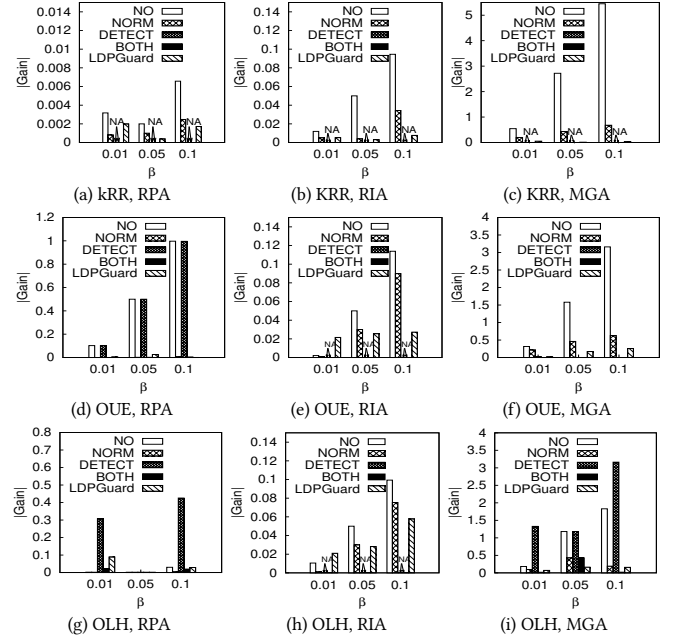 0.014
0.012
0.01
0.008
0.006
0.004
0.002
0
|Gain|
NO
NORM
DETECT
BOTH
LDPGuard
NA NA NA
0.01 0.05 0.1
β
(a) kRR, RPA
0.14
0.12
0.1
0.08
0.06
0.04
0.02
0
|Gain|
NO
NORM
DETECT
BOTH
LDPGuard
NA NA NA
0.01 0.05 0.1
β
(b) KRR, RIA
5
4
3
2
1
0
|Gain|
NO
NORM
DETECT
BOTH
LDPGuard
NA NA NA
0.01 0.05 0.1
β
(c) KRR, MGA
1.2
1
0.8
0.6
0.4
0.2
0
|Gain|
NO
NORM
DETECT
BOTH
LDPGuard
0.01 0.05 0.1
β
(d) OUE, RPA
0.14
0.12
0.1
0.08
0.06
0.04
0.02
|Gain|
NO
NORM
DETECT
BOTH
LDPGuard
NA NA NA
0.01 0.05 0.1
β
(e) OUE, RIA
4
3.5
3
2.5
2
1.5
1
0.5
0
|Gain|
NO
NORM
DETECT
BOTH
LDPGuard
0.01 0.05 0.1
β
(f) OUE, MGA
0.8
0.7
0.6
0.5
0.4
0.3
0.2
0.1
0
|Gain|
NO
NORM
DETECT
BOTH
LDPGuard
0.01 0.05 0.1
β
(g) OLH, RPA
0.14
0.12
0.1
0.08
0.06
0.04
0.02
0
|Gain|
NO
NORM
DETECT
BOTH
LDPGuard
NA NA NA
0.01 0.05 0.1
β
(h) OLH, RIA
4
3.5
3
2.5
2
1.5
1
0.5
0
|Gain|
NO
NORM
DETECT
BOTH
LDPGuard
0.01 0.05 0.1
β
(i) OLH, MGA